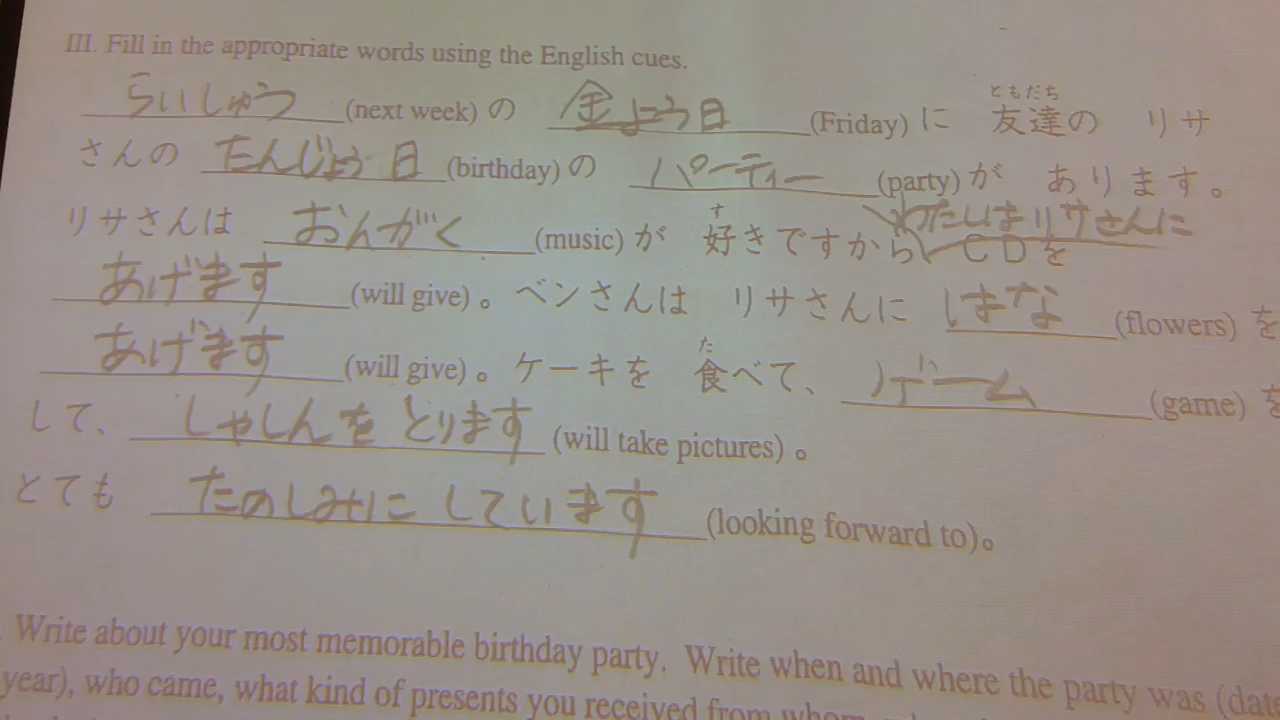 III. Fill in the appropriate words using the English cues.
らいしゅう (next week) の 金よう日 (Friday) に 友達の リサ
ともだち
さんの たんじょう日 (birthday) の パーティー (party) が あります。
リサさんは おんがく (music) が 好きですから わたしはリサさんに CDを
す
あげます (will give) 。 ベンさんは リサさんに はな (flowers) を
あげます (will give) 。 ケーキを 食べて、 ゲーム (game) を
た
して、 しゃしんを とります (will take pictures) 。
とても たのしみに しています (looking forward to)。
Write about your most memorable birthday party. Write when and where the party was (date
year), who came, what kind of presents you received from whom